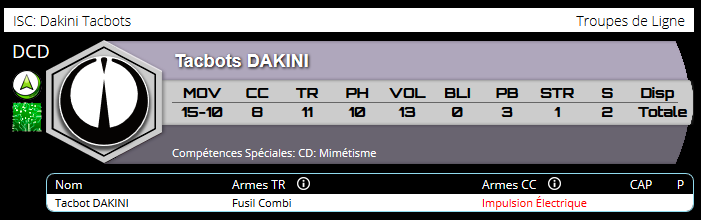 ISC: Dakini Tacbots Troupes de Ligne
DCD
Tacbots DAKINI
MOV CC TR PH VOL BLI PB STR S Disp
15-10 8 11 10 13 0 3 1 2 Totale
Compétences Spéciales: CD: Mimétisme
Nom Armes TR Armes CC CAP P
Tacbot DAKINI Fusil Combi Impulsion Électrique